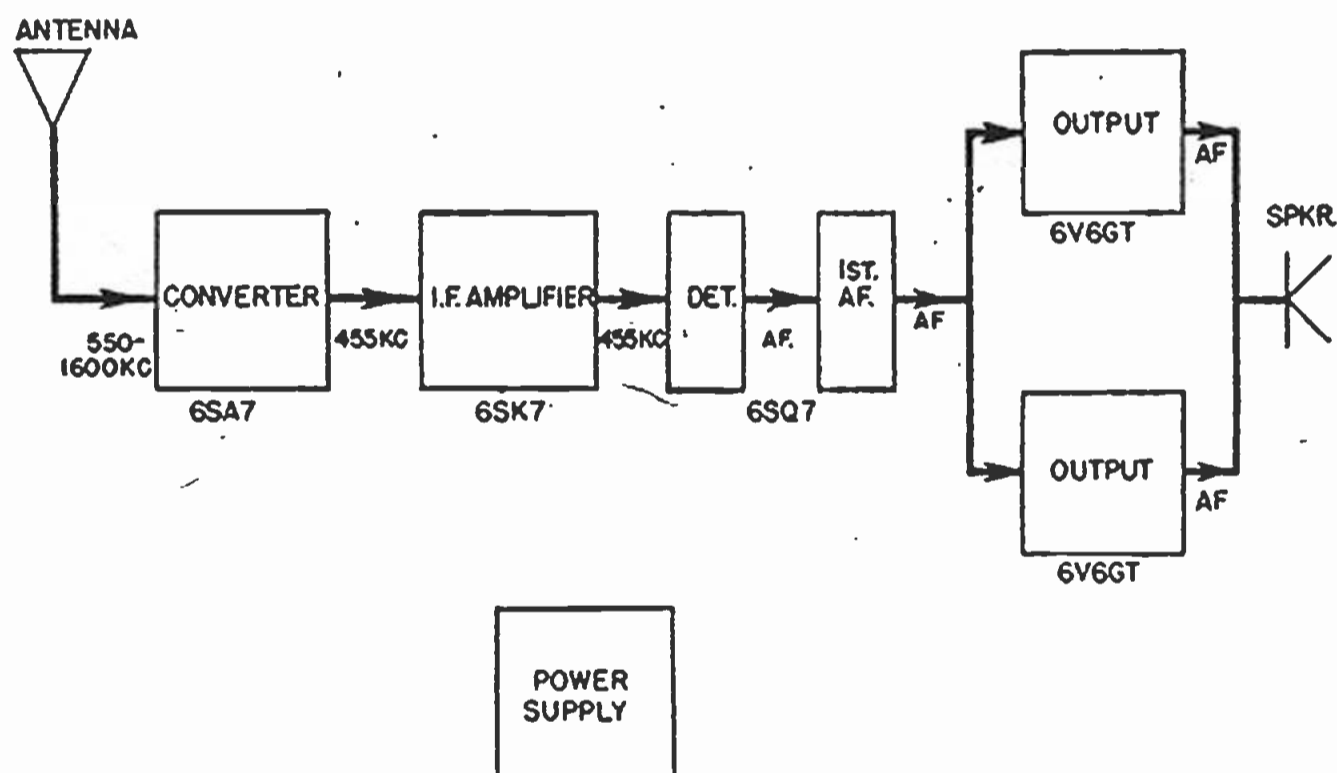 ANTENNA
OUTPUT
AF
6V6GT
SPKR.
CONVERTER
I.F. AMPLIFIER
DET.
1ST.
AF.
550-
1600KC
455KC
455KC
AF.
AF
6SA7
6SK7
6SQ7
OUTPUT
AF
6V6GT
POWER
SUPPLY